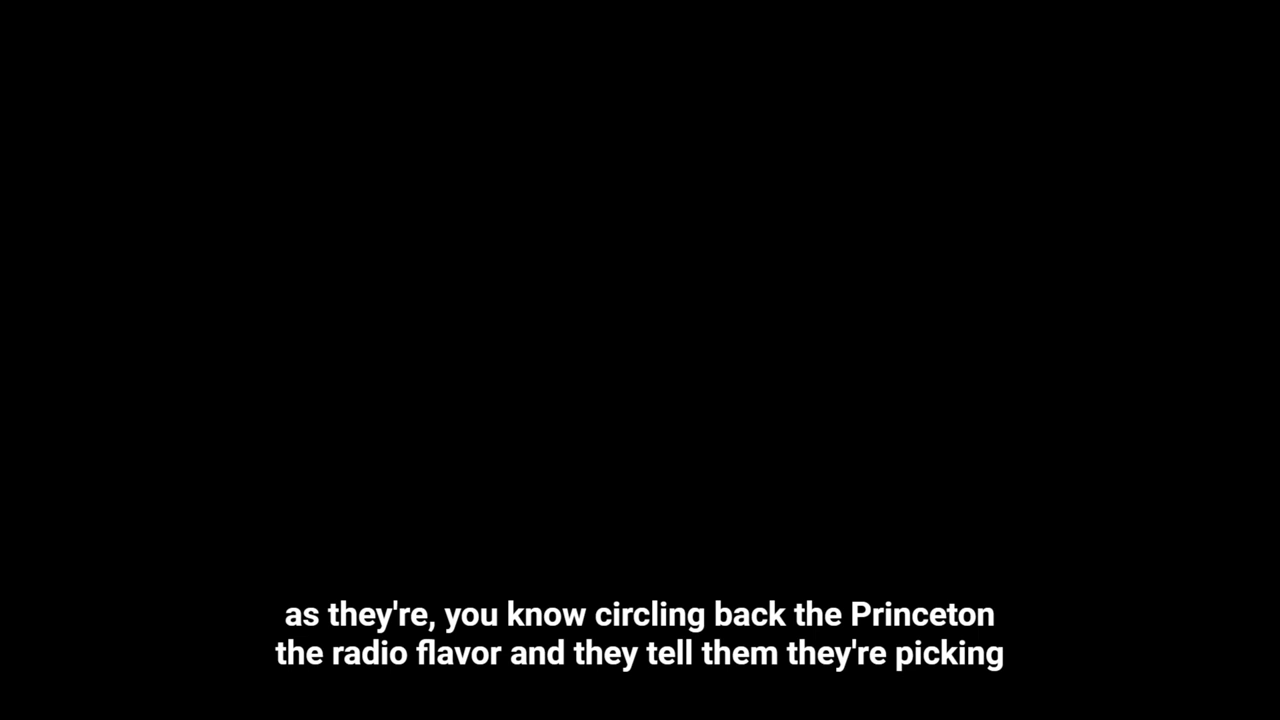 as they're, you know circling back the Princeton
the radio flavor and they tell them they're picking